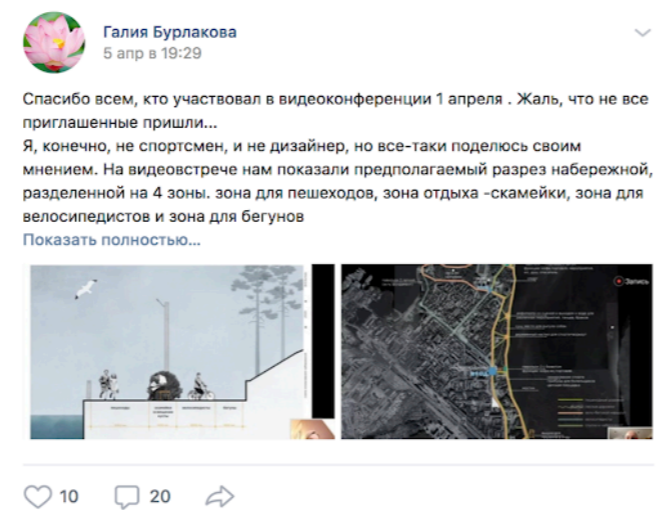 Галия Бурлакова
5 апр в 19:29
Спасибо всем, кто участвовал в видеоконференции 1 апреля . Жаль, что не все
приглашенные пришли...
Я, конечно, не спортсмен, и не дизайнер, но все-таки поделюсь своим
мнением. На видеовстрече нам показали предполагаемый разрез набережной,
разделенной на 4 зоны. зона для пешеходов, зона отдыха -скамейки, зона для
велосипедистов и зона для бегунов
Показать полностью...
Запись
10
20